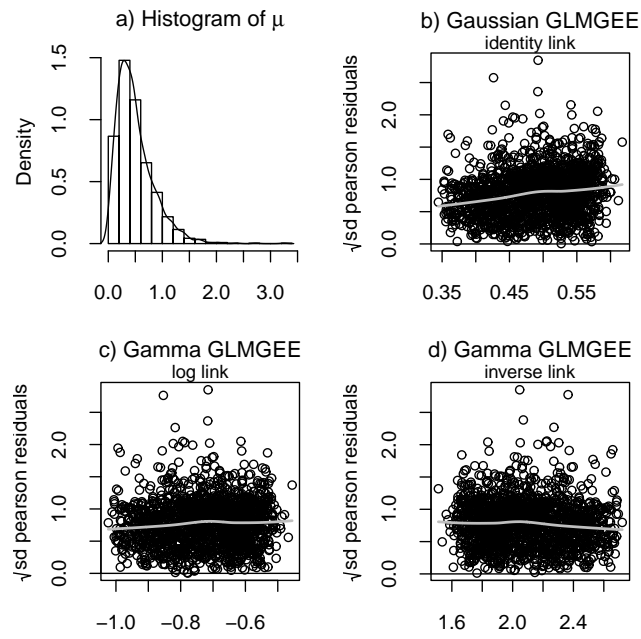 a) Histogram of μ
Density
0.0 0.5 1.0 1.5
0.0 1.0 2.0 3.0
b) Gaussian GLMGEE
identity link
√sd pearson residuals
0.0 1.0 2.0
0.35 0.45 0.55
c) Gamma GLMGEE
log link
√sd pearson residuals
0.0 1.0 2.0
−1.0 −0.8 −0.6
d) Gamma GLMGEE
inverse link
√sd pearson residuals
0.0 1.0 2.0
1.6 2.0 2.4